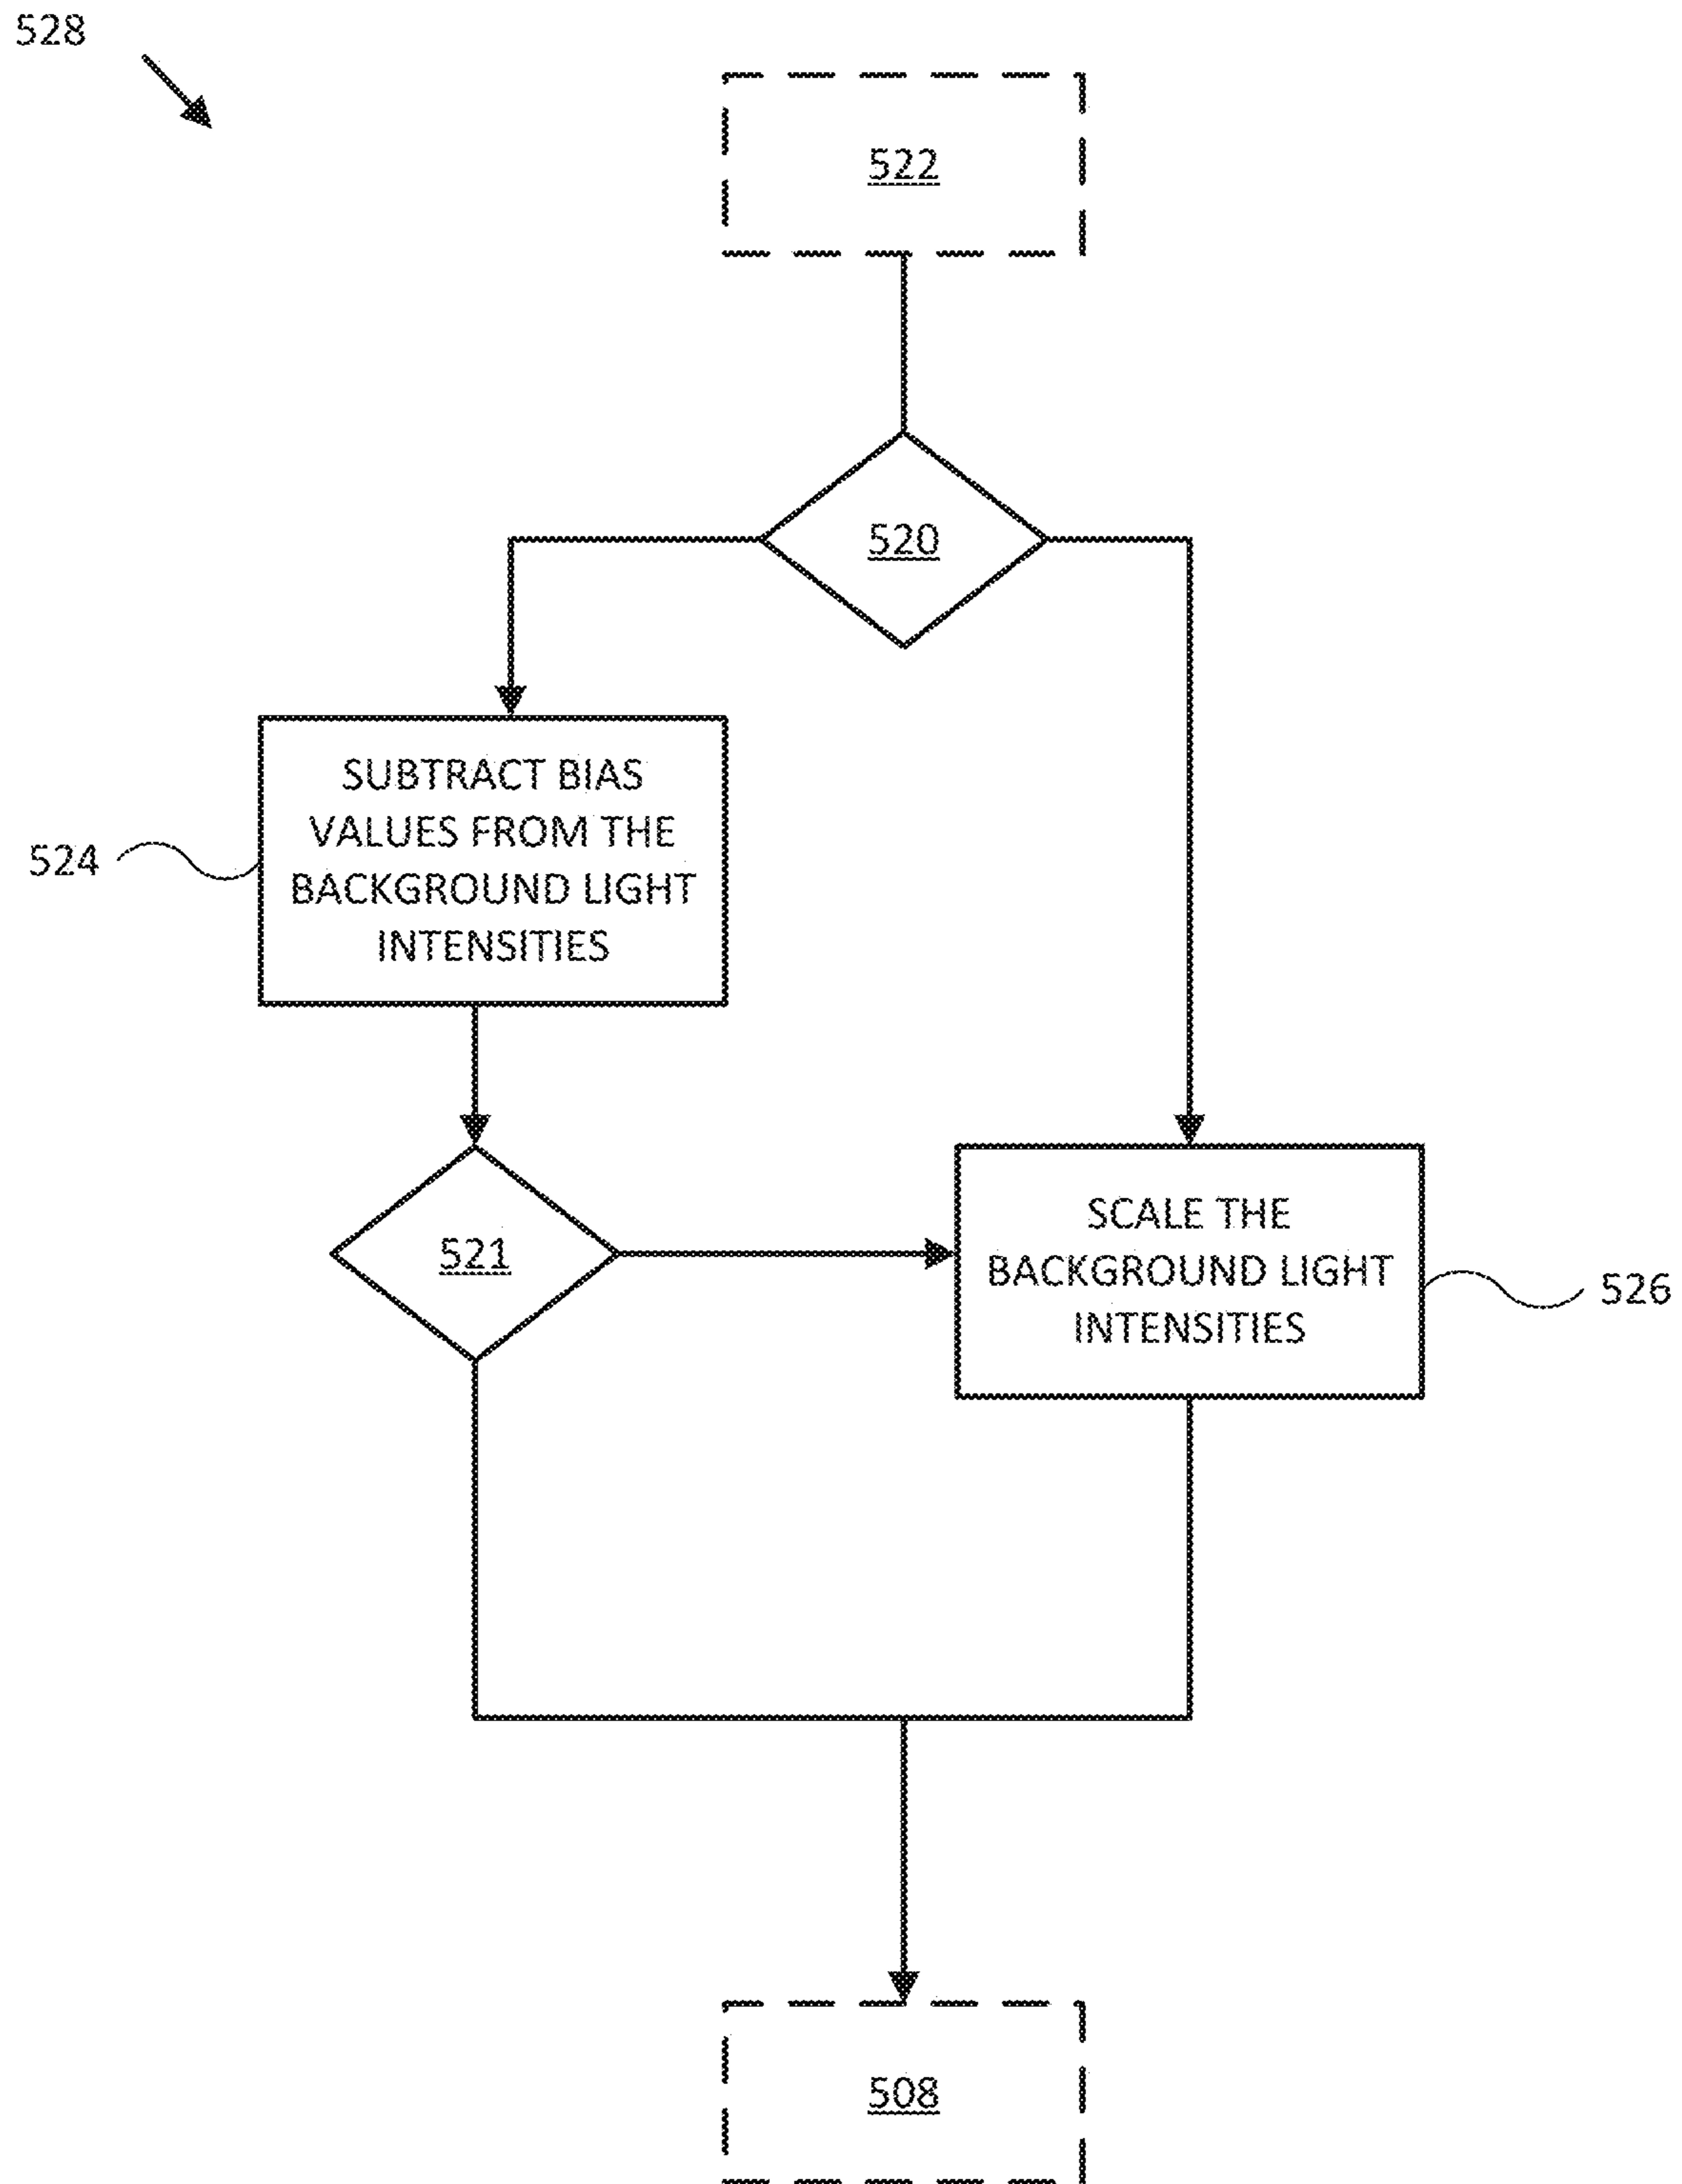 528
522
520
SUBTRACT BIAS
VALUES FROM THE
BACKGROUND LIGHT
INTENSITIES
524
521
SCALE THE
BACKGROUND LIGHT
INTENSITIES
526
508